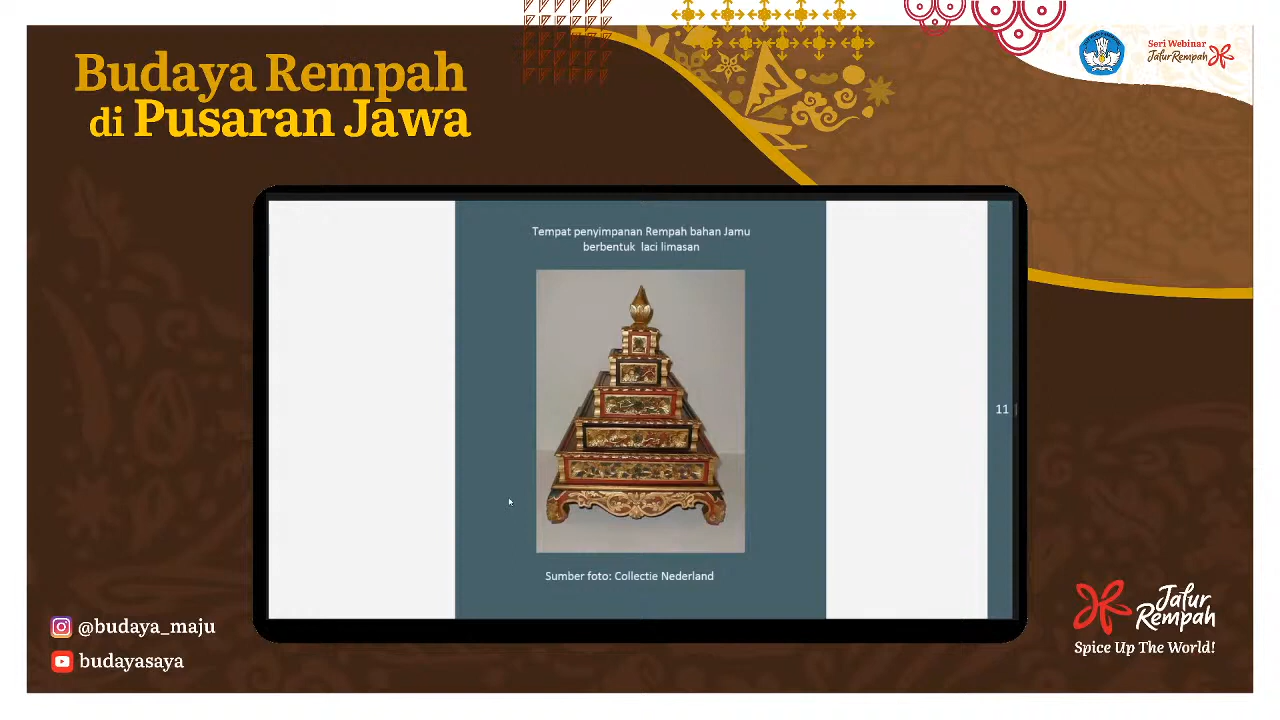 Budaya Rempah
di Pusaran Jawa
Seri Webinar
Jalur Rempah
Tempat penyimpanan Rempah bahan Jamu
berbentuk laci limasan
11
Sumber foto: Collectie Nederland
@budaya_maju
budayasaya
Jalur
Rempah
Spice Up The World!